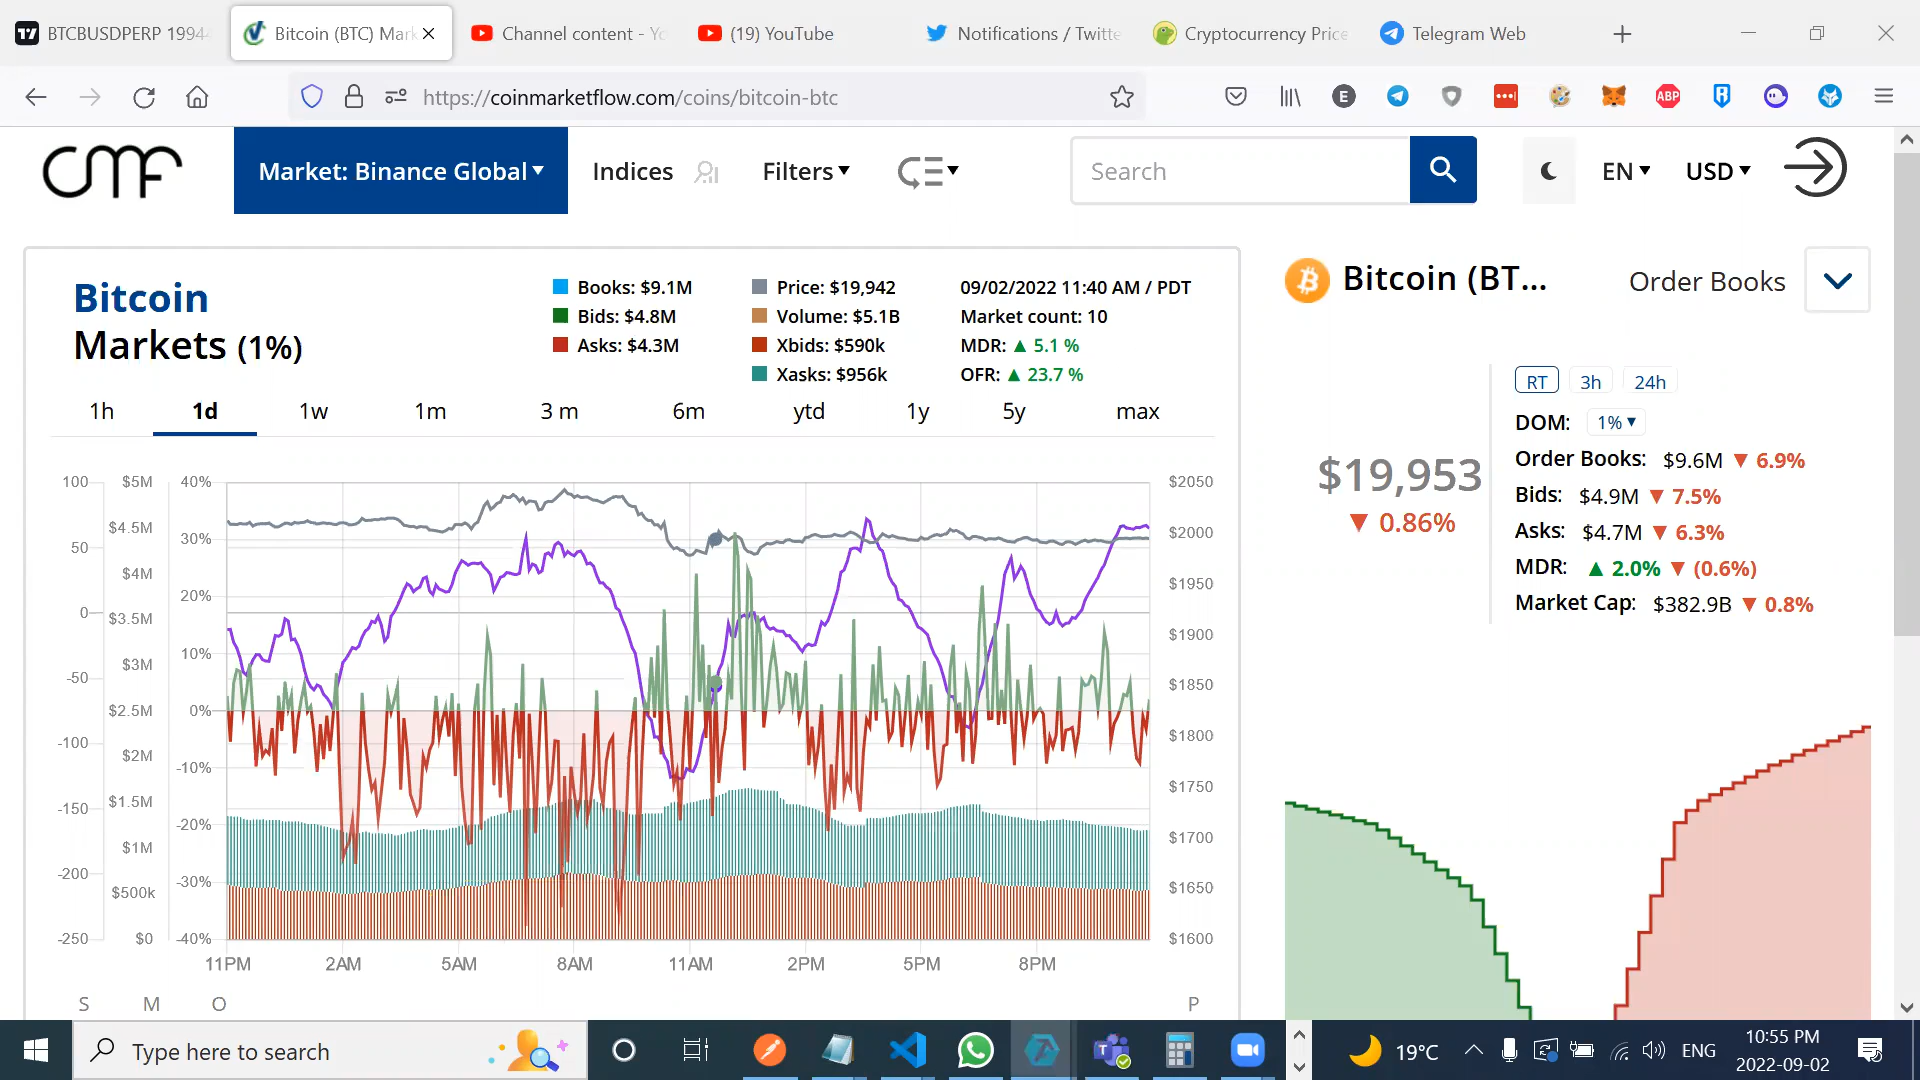 BTCBUSDPERP 1994
Bitcoin (BTC) Mark
Channel content - Yo
(19) YouTube
Notifications / Twitte
Cryptocurrency Price
Telegram Web
https://coinmarketflow.com/coins/bitcoin-btc
E
ABP
CMF
Market: Binance Global
Indices
Filters
Search
EN
USD
Bitcoin
Markets (1%)
Books: $9.1M
Bids: $4.8M
Asks: $4.3M
Price: $19,942
Volume: $5.1B
Xbids: $590k
Xasks: $956k
09/02/2022 11:40 AM / PDT
Market count: 10
MDR: ▲ 5.1 %
OFR: ▲ 23.7 %
1h 1d 1w 1m 3 m 6m ytd 1y 5y max
100
50
0
-50
-100
-150
-200
-250
$5M
$4.5M
$4M
$3.5M
$3M
$2.5M
$2M
$1.5M
$1M
$500k
$0
40%
30%
20%
10%
0%
-10%
-20%
-30%
-40%
$2050
$2000
$1950
$1900
$1850
$1800
$1750
$1700
$1650
$1600
11PM 2AM 5AM 8AM 11AM 2PM 5PM 8PM
S M O P
Bitcoin (BT...
Order Books
$19,953
▼ 0.86%
RT 3h 24h
DOM: 1% ▼
Order Books: $9.6M ▼ 6.9%
Bids: $4.9M ▼ 7.5%
Asks: $4.7M ▼ 6.3%
MDR: ▲ 2.0% ▼ (0.6%)
Market Cap: $382.9B ▼ 0.8%
Type here to search
19°C
ENG
10:55 PM
2022-09-02